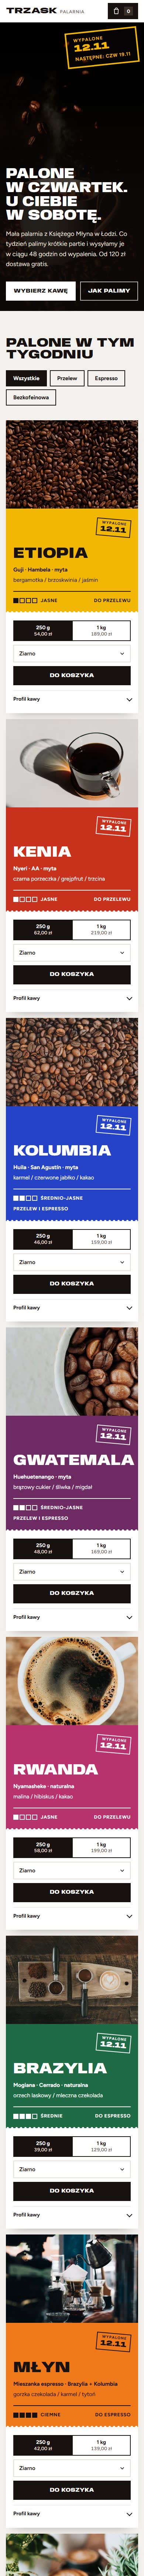 TRZASK PALARNIA
0
WYPALONE
12.11
NASTĘPNE: CZW 19.11
PALONE
W CZWARTEK.
U CIEBIE
W SOBOTĘ.
Mała palarnia z Księżego Młyna w Łodzi. Co
tydzień palimy krótkie partie i wysyłamy je
w ciągu 48 godzin od wypalenia. Od 120 zł
dostawa gratis.
WYBIERZ KAWĘ
JAK PALIMY
PALONE W TYM
TYGODNIU
Wszystkie
Przelew
Espresso
Bezkofeinowa
WYPALONE
12.11
ETIOPIA
Guji · Hambela · myta
bergamotka / brzoskwinia / jaśmin
JASNE
DO PRZELEWU
250 g
54,00 zł
1 kg
189,00 zł
Ziarno
DO KOSZYKA
Profil kawy
WYPALONE
12.11
KENIA
Nyeri · AA · myta
czarna porzeczka / grejpfrut / trzcina
JASNE
DO PRZELEWU
250 g
62,00 zł
1 kg
219,00 zł
Ziarno
DO KOSZYKA
Profil kawy
WYPALONE
12.11
KOLUMBIA
Huila · San Agustín · myta
karmel / czerwone jabłko / kakao
ŚREDNIO-JASNE
PRZELEW I ESPRESSO
250 g
46,00 zł
1 kg
159,00 zł
Ziarno
DO KOSZYKA
Profil kawy
WYPALONE
12.11
GWATEMALA
Huehuetenango · myta
brązowy cukier / śliwka / migdał
ŚREDNIO-JASNE
PRZELEW I ESPRESSO
250 g
48,00 zł
1 kg
169,00 zł
Ziarno
DO KOSZYKA
Profil kawy
WYPALONE
12.11
RWANDA
Nyamasheke · naturalna
malina / hibiskus / kakao
JASNE
DO PRZELEWU
250 g
58,00 zł
1 kg
199,00 zł
Ziarno
DO KOSZYKA
Profil kawy
WYPALONE
12.11
BRAZYLIA
Mogiana · Cerrado · naturalna
orzech laskowy / mleczna czekolada
ŚREDNIE
DO ESPRESSO
250 g
39,00 zł
1 kg
129,00 zł
Ziarno
DO KOSZYKA
Profil kawy
WYPALONE
12.11
MŁYN
Mieszanka espresso · Brazylia + Kolumbia
gorzka czekolada / karmel / tytoń
CIEMNE
DO ESPRESSO
250 g
42,00 zł
1 kg
139,00 zł
Ziarno
DO KOSZYKA
Profil kawy